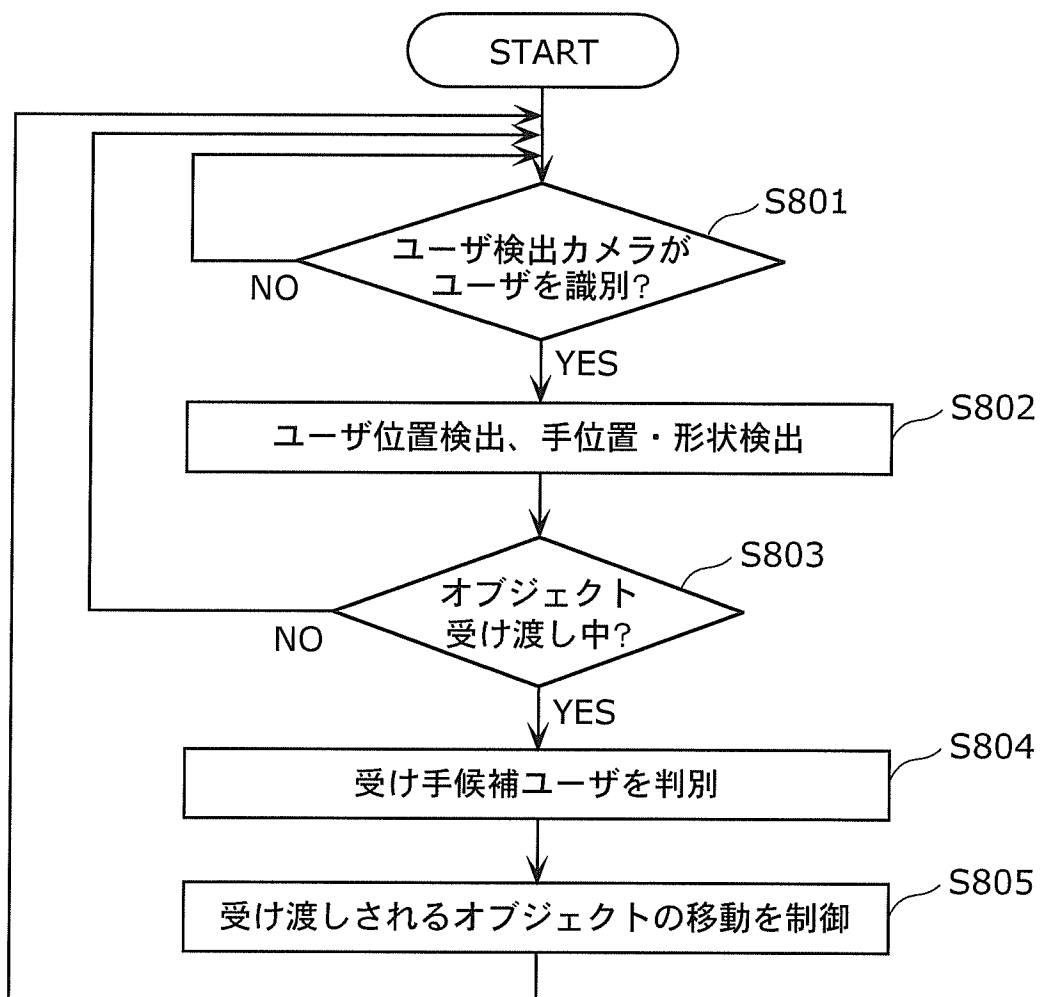 START
S801
ユーザ検出カメラが
ユーザを識別?
NO
YES
S802
ユーザ位置検出、手位置・形状検出
S803
オブジェクト
受け渡し中?
NO
YES
S804
受け手候補ユーザを判別
S805
受け渡しされるオブジェクトの移動を制御